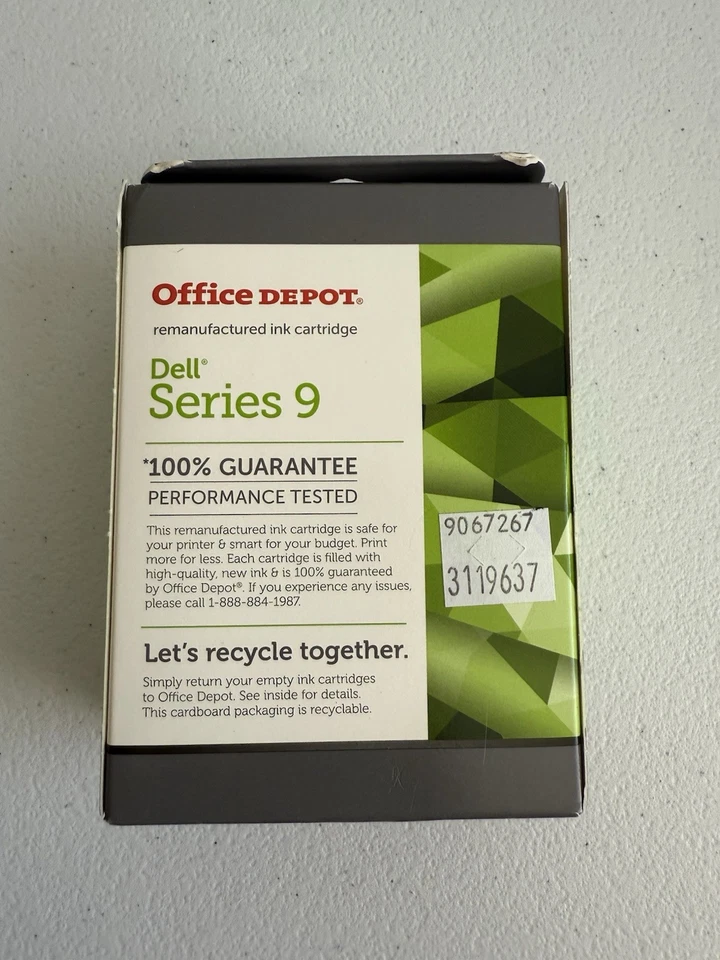 Office DEPOT®
remanufactured ink cartridge
Dell®
Series 9
*100% GUARANTEE
PERFORMANCE TESTED
This remanufactured ink cartridge is safe for
your printer & smart for your budget. Print
more for less. Each cartridge is filled with
high-quality, new ink & is 100% guaranteed
by Office Depot®. If you experience any issues,
please call 1-888-884-1987.
Let's recycle together.
Simply return your empty ink cartridges
to Office Depot. See inside for details.
This cardboard packaging is recyclable.
9067267
3119637